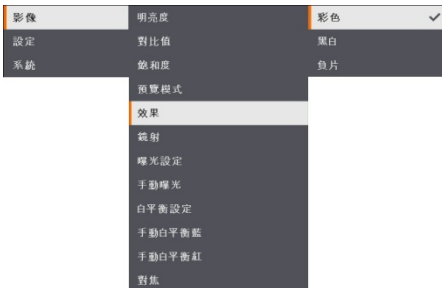 影像
設定
系統
明亮度
對比值
飽和度
預覽模式
效果
鏡射
曝光設定
手動曝光
白平衡設定
手動白平衡藍
手動白平衡紅
對焦
彩色
黑白
負片